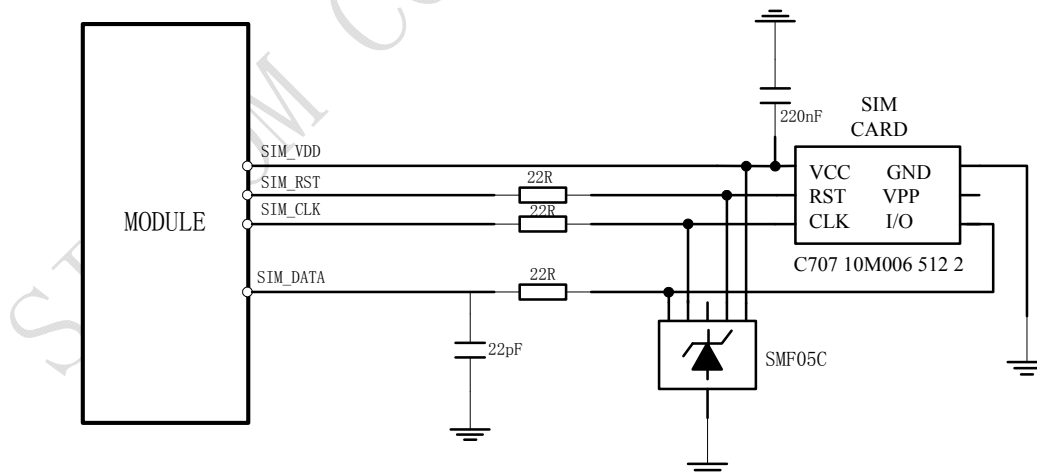 220nF
SIM
CARD
SIM_VDD
SIM_RST
SIM_CLK
SIM_DATA
MODULE
22R
22R
22R
VCC GND
RST VPP
CLK I/O
C707 10M006 512 2
22pF
SMF05C